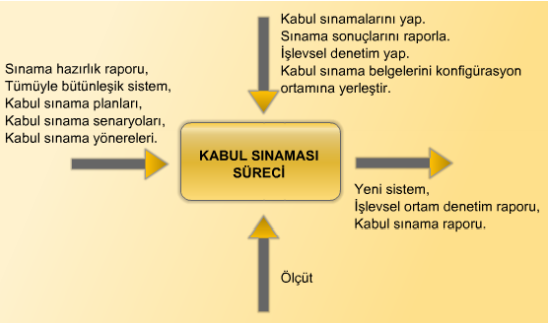 Kabul sınamalarını yap.
Sınama sonuçlarını raporla.
İşlevsel denetim yap.
Kabul sınama belgelerini konfigürasyon
ortamına yerleştir.
Sınama hazırlık raporu,
Tümüyle bütünleşik sistem,
Kabul sınama planları,
Kabul sınama senaryoları,
Kabul sınama yönereleri.
KABUL SINAMASI
SÜRECİ
Yeni sistem,
İşlevsel ortam denetim raporu,
Kabul sınama raporu.
Ölçüt